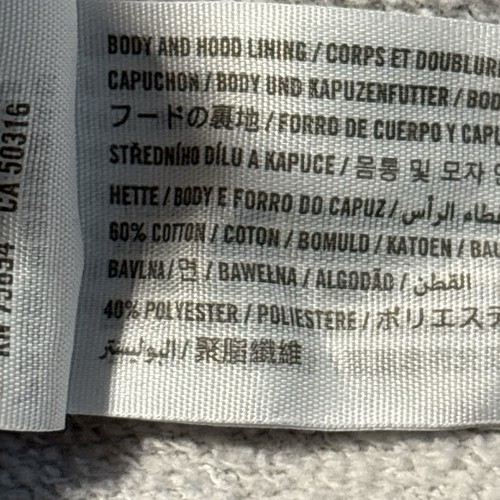 BODY AND HOOD LINING / CORPS ET DOUBLURE
CAPUCHON / BODY UND KAPUZENFUTTER / BOD
フードの裏地 / FORRO DE CUERPO Y CAPU
STŘEDNÍHO DÍLU A KAPUCE / 몸통 및 모자
HETTE / BODY E FORRO DO CAPUZ / طام الرأس
60% COTTON / COTON / BOMULD / KATOEN / BAU
BAVLNA / 면 / BAWEŁNA / ALGODÃO / القطن
40% POLYESTER / POLIESTERE / ポリエステ
البوليستر / 聚脂纖維
CA 50316